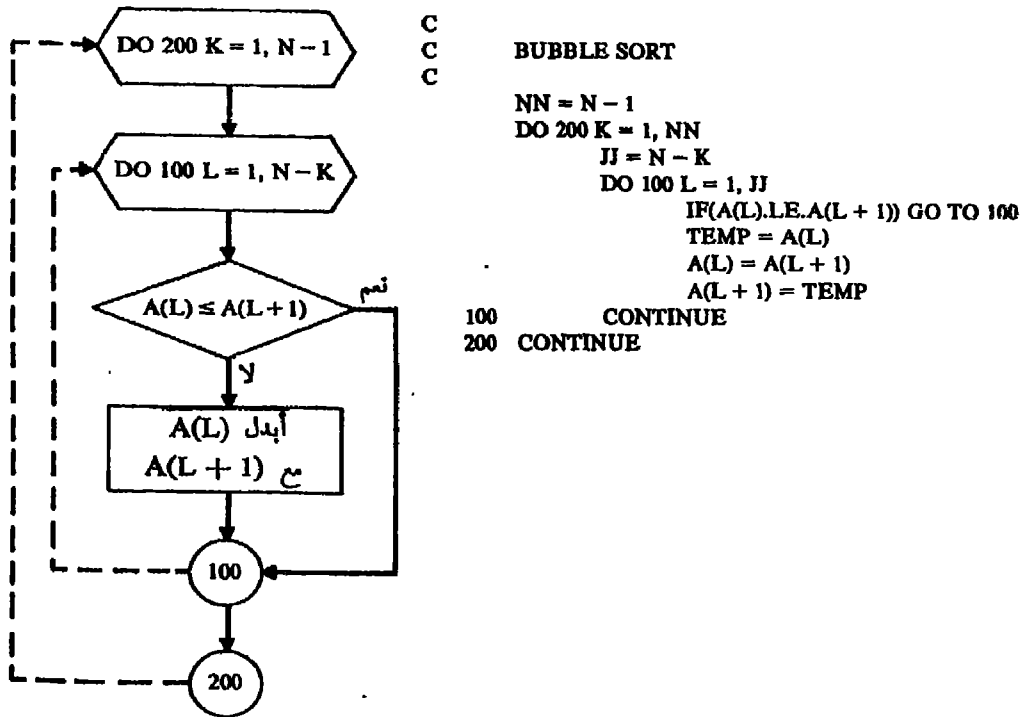 DO 200 K = 1, N – 1
DO 100 L = 1, N – K
A(L) ≤ A(L + 1)
نعم
لا
أبدل A(L)
مع A(L + 1)
100
200
C
C BUBBLE SORT
C
NN = N – 1
DO 200 K = 1, NN
JJ = N – K
DO 100 L = 1, JJ
IF(A(L).LE.A(L + 1)) GO TO 100
TEMP = A(L)
A(L) = A(L + 1)
A(L + 1) = TEMP
100 CONTINUE
200 CONTINUE